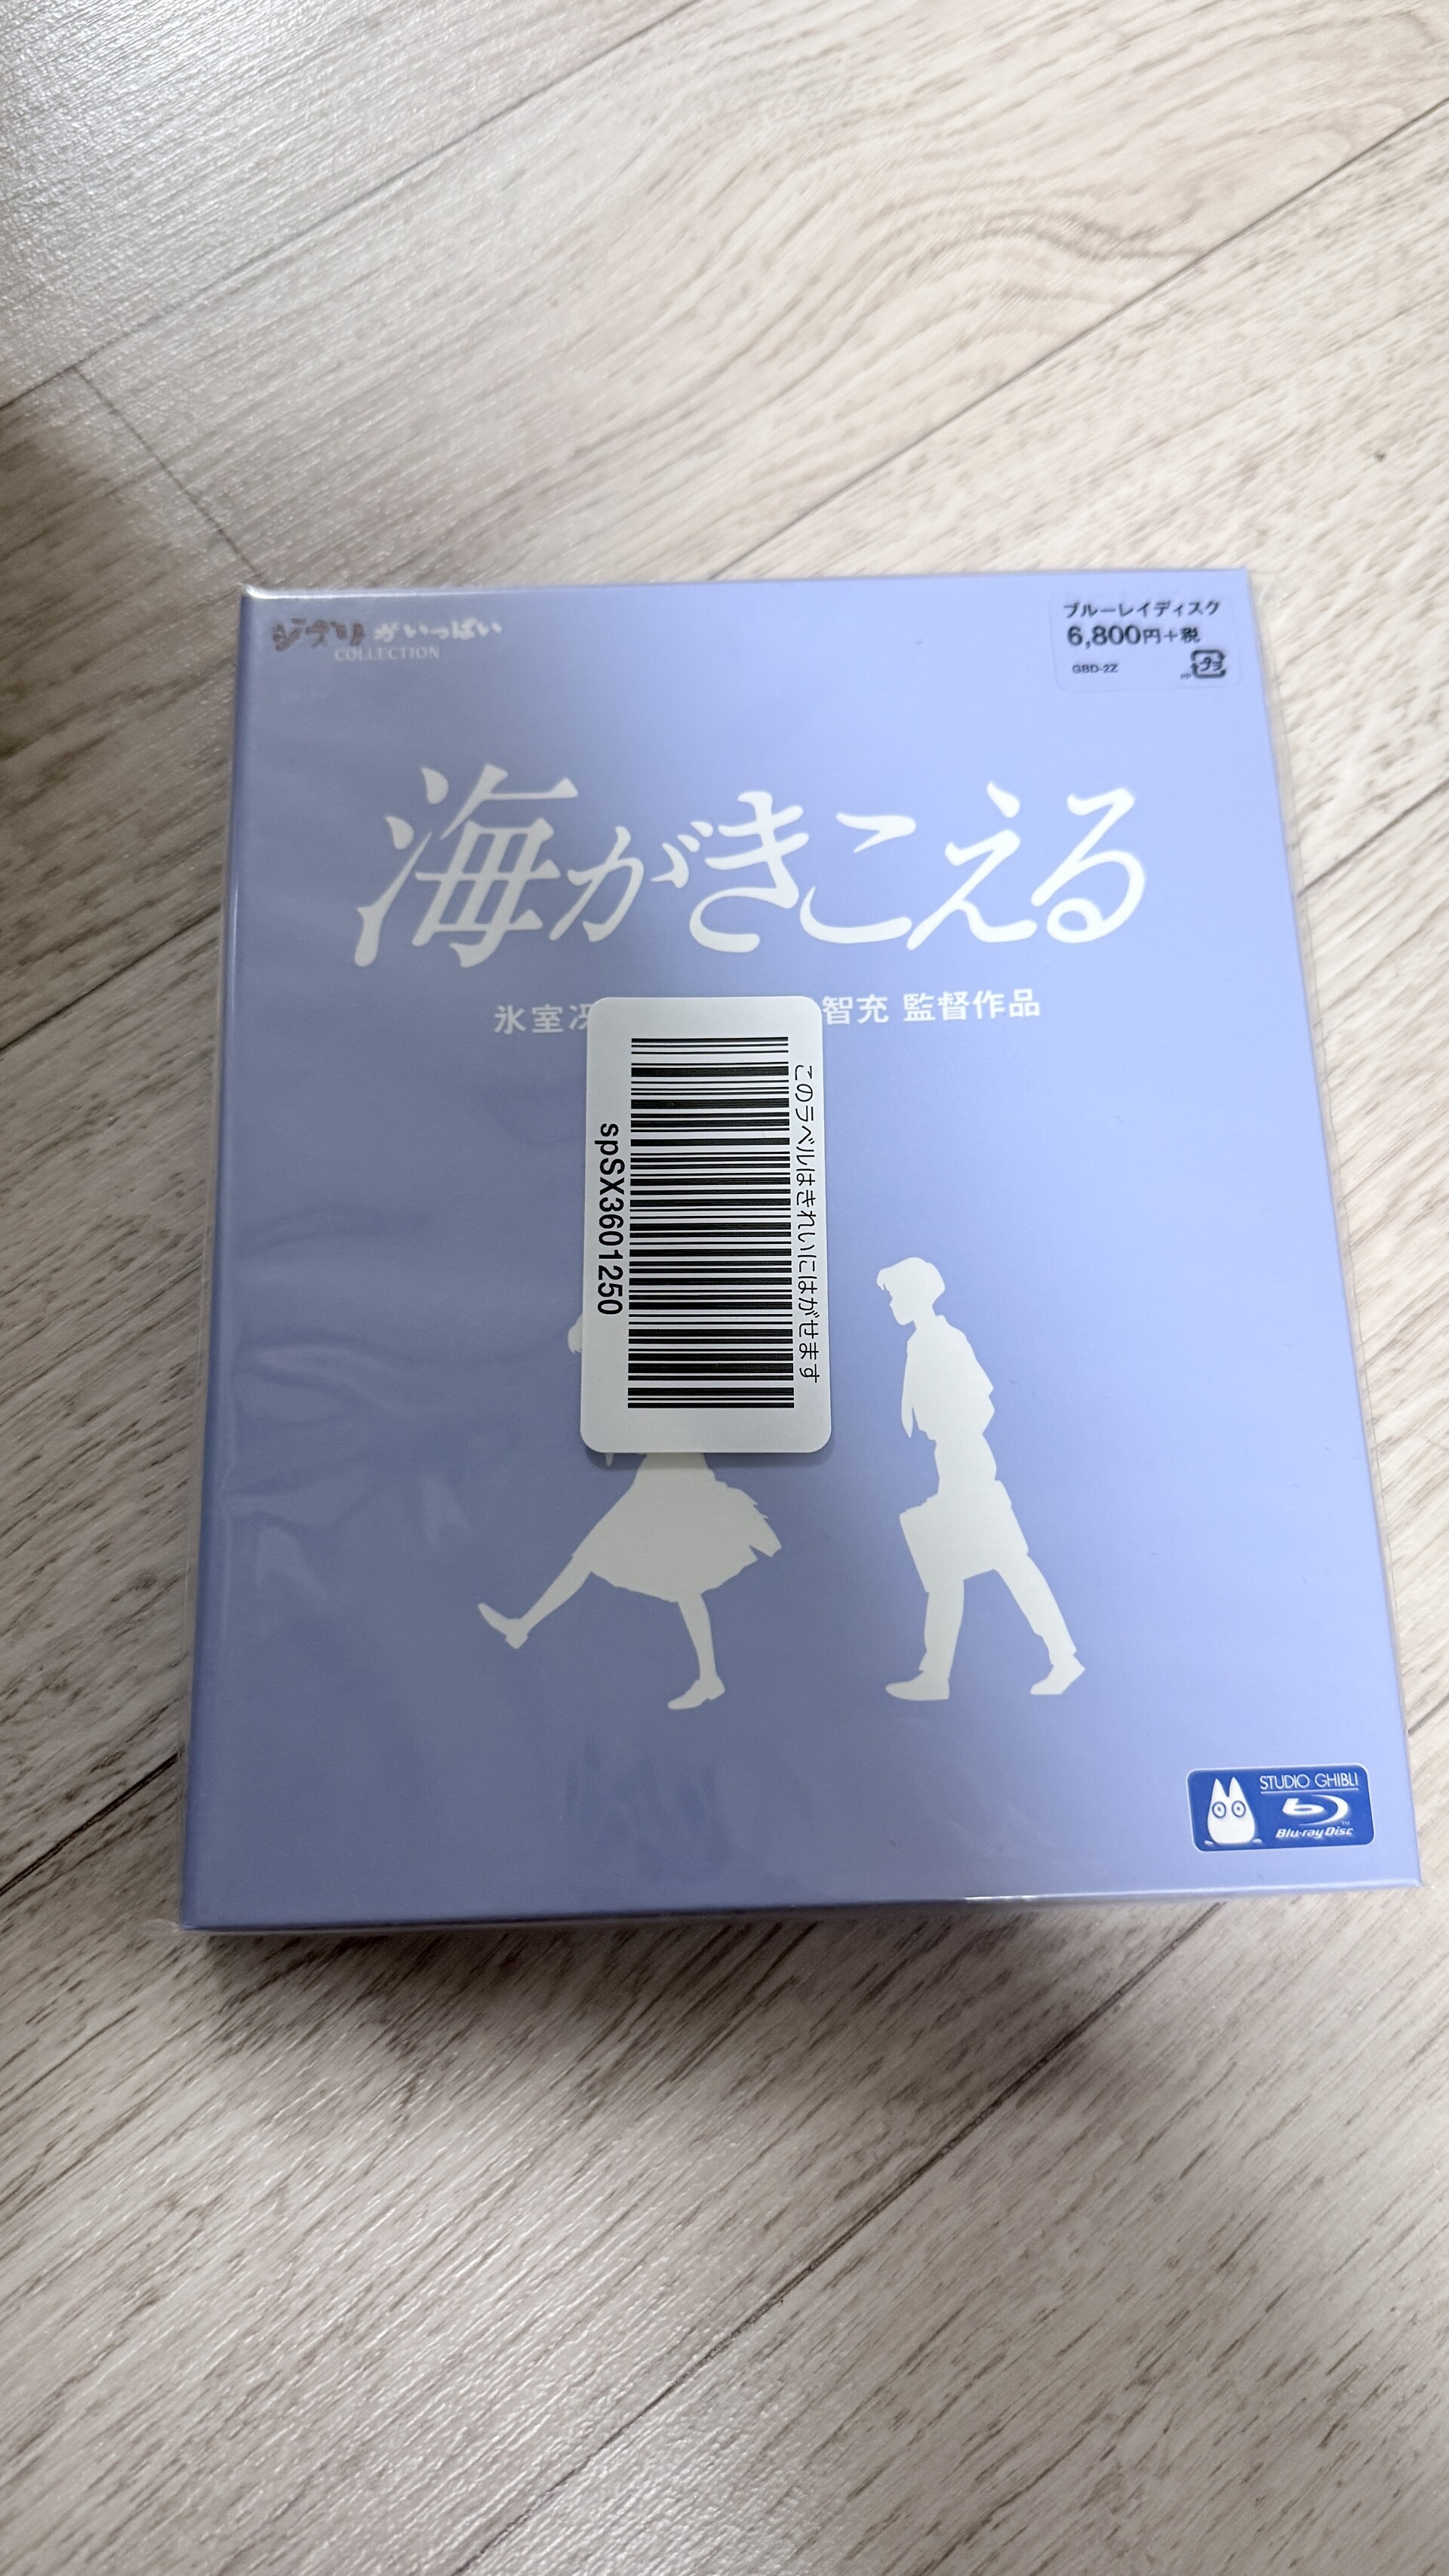 ジブリがいっぱい
COLLECTION
ブルーレイディスク
6,800円+税
GBD-2Z
プラ
海がきこえる
氷室冴 智充 監督作品
このラベルはきれいにはがせます
spSX3601250
STUDIO GHIBLI
Blu-ray Disc